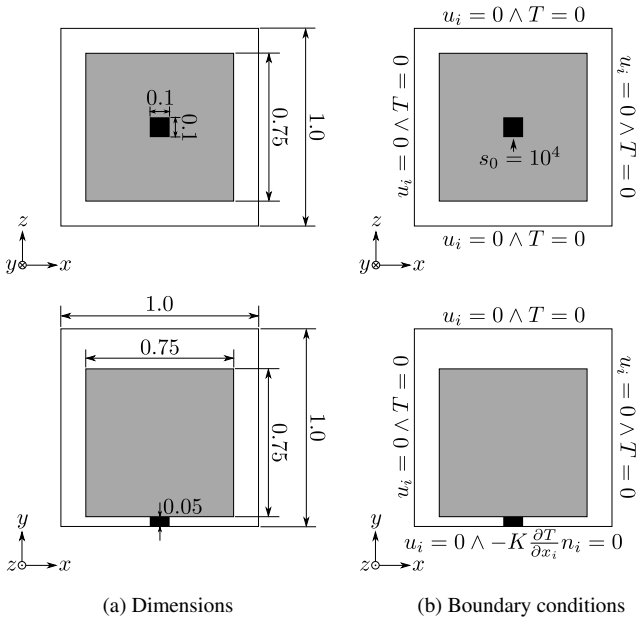 u_i = 0 ∧ T = 0
0.1
0.1
0.75
1.0
u_i = 0 ∧ T = 0
s_0 = 10^4
u_i = 0 ∧ T = 0
u_i = 0 ∧ T = 0
z
y
x
z
y
x
1.0
0.75
0.75
1.0
0.05
y
z
x
u_i = 0 ∧ T = 0
u_i = 0 ∧ T = 0
u_i = 0 ∧ T = 0
u_i = 0 ∧ −K ∂T/∂x_i n_i = 0
y
z
x
(a) Dimensions
(b) Boundary conditions